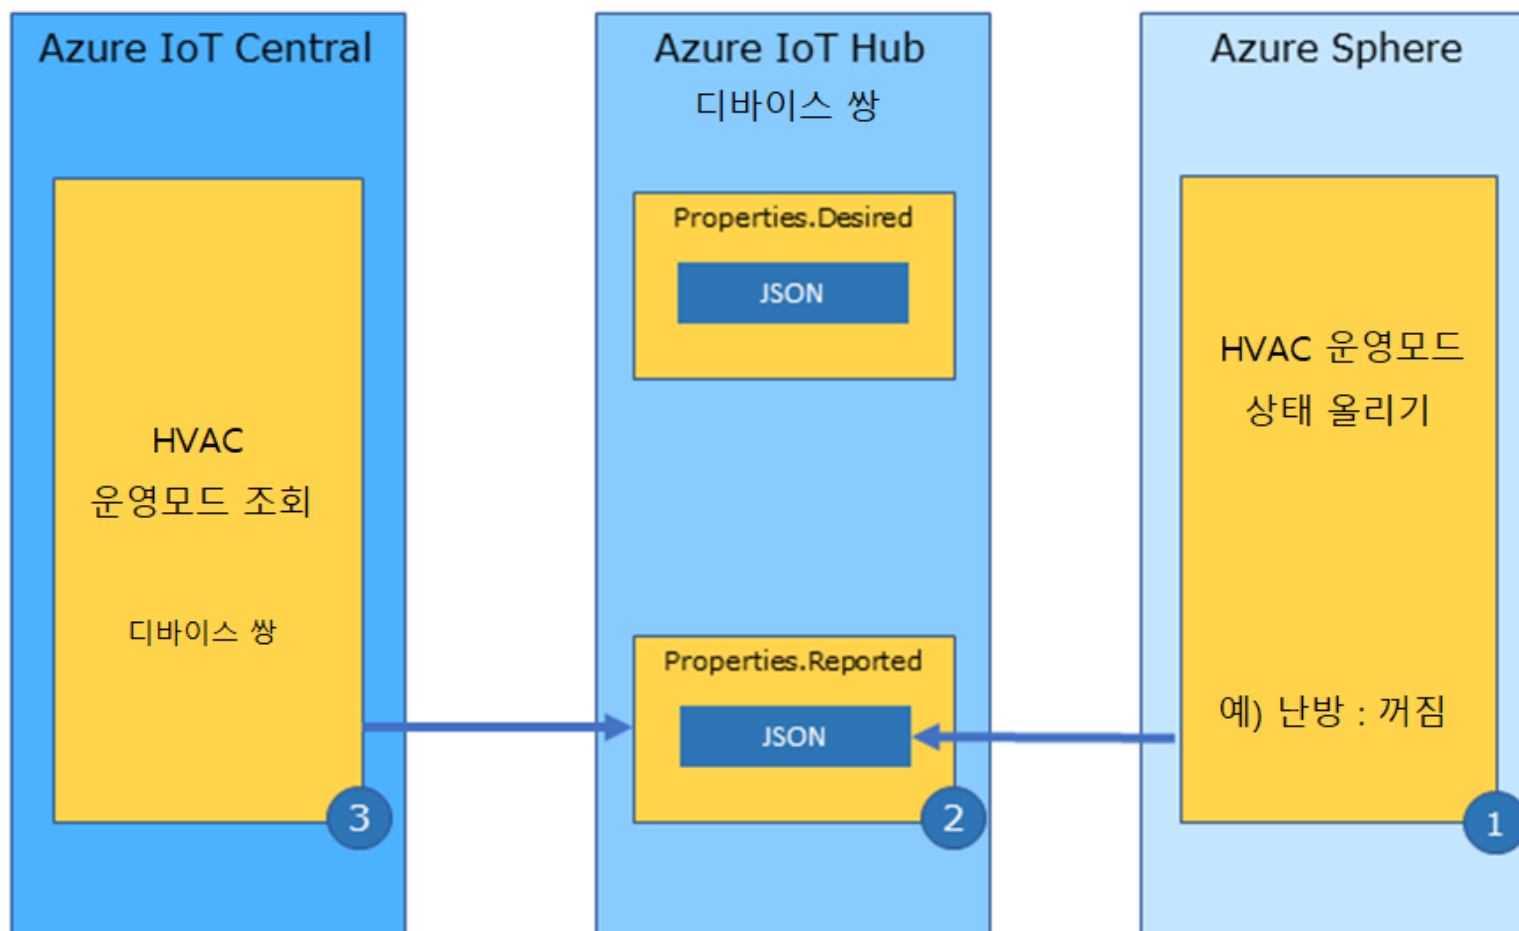 Azure IoT Central
HVAC
운영모드 조회
디바이스 쌍
3
Azure IoT Hub
디바이스 쌍
Properties.Desired
JSON
Properties.Reported
JSON
2
Azure Sphere
HVAC 운영모드
상태 올리기
예) 난방 : 꺼짐
1